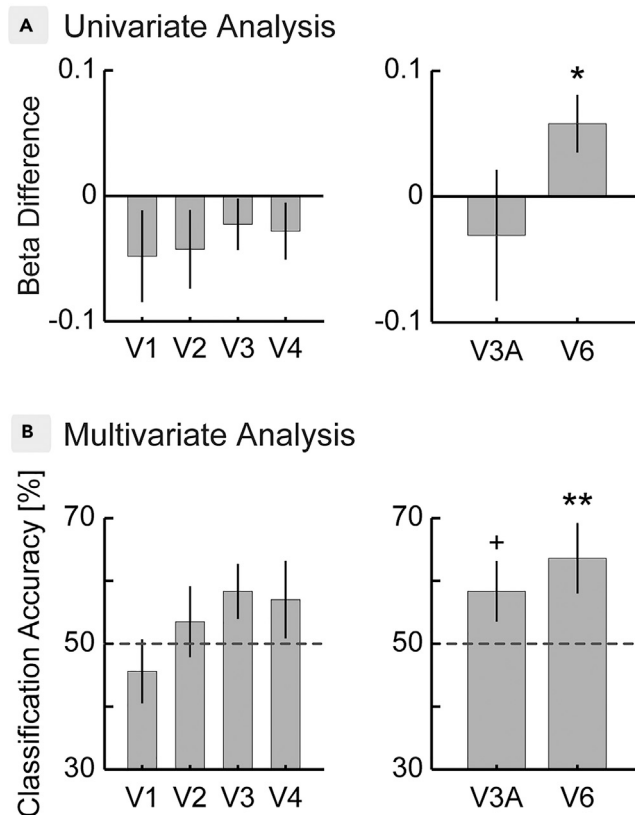 A Univariate Analysis
Beta Difference
0.1
0
-0.1
V1 V2 V3 V4
0.1
0
-0.1
*
V3A V6
B Multivariate Analysis
Classification Accuracy [%]
70
50
30
V1 V2 V3 V4
70
50
30
+ **
V3A V6